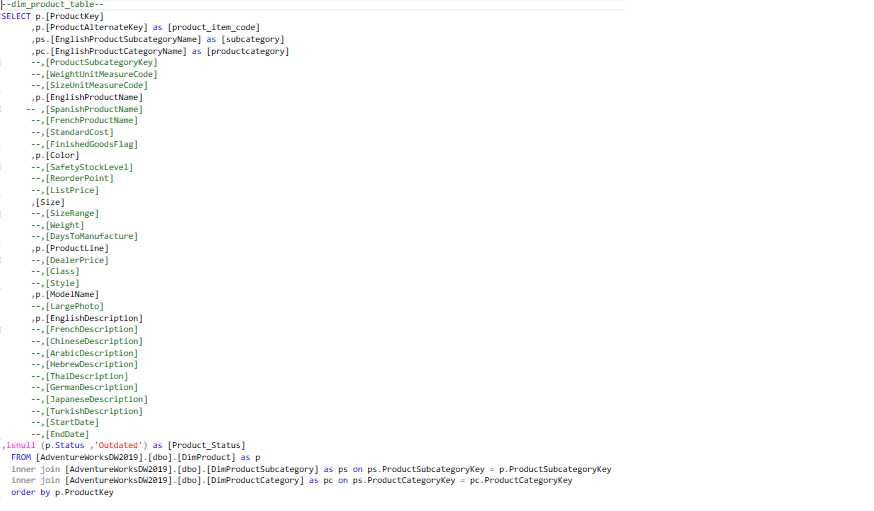 --dim_product_table--
SELECT p.[ProductKey]
,p.[ProductAlternateKey] as [product_item_code]
,ps.[EnglishProductSubcategoryName] as [subcategory]
,pc.[EnglishProductCategoryName] as [productcategory]
--,[ProductSubcategoryKey]
--,[WeightUnitMeasureCode]
--,[SizeUnitMeasureCode]
,p.[EnglishProductName]
-- ,[SpanishProductName]
--,[FrenchProductName]
--,[StandardCost]
--,[FinishedGoodsFlag]
,p.[Color]
--,[SafetyStockLevel]
--,[ReorderPoint]
--,[ListPrice]
,[Size]
--,[SizeRange]
--,[Weight]
--,[DaysToManufacture]
,p.[ProductLine]
--,[DealerPrice]
--,[Class]
--,[Style]
,p.[ModelName]
--,[LargePhoto]
,p.[EnglishDescription]
--,[FrenchDescription]
--,[ChineseDescription]
--,[ArabicDescription]
--,[HebrewDescription]
--,[ThaiDescription]
--,[GermanDescription]
--,[JapaneseDescription]
--,[TurkishDescription]
--,[StartDate]
--,[EndDate]
,isnull (p.Status ,'Outdated') as [Product_Status]
FROM [AdventureWorksDW2019].[dbo].[DimProduct] as p
inner join [AdventureWorksDW2019].[dbo].[DimProductSubcategory] as ps on ps.ProductSubcategoryKey = p.ProductSubcategoryKey
inner join [AdventureWorksDW2019].[dbo].[DimProductCategory] as pc on ps.ProductCategoryKey = pc.ProductCategoryKey
order by p.ProductKey